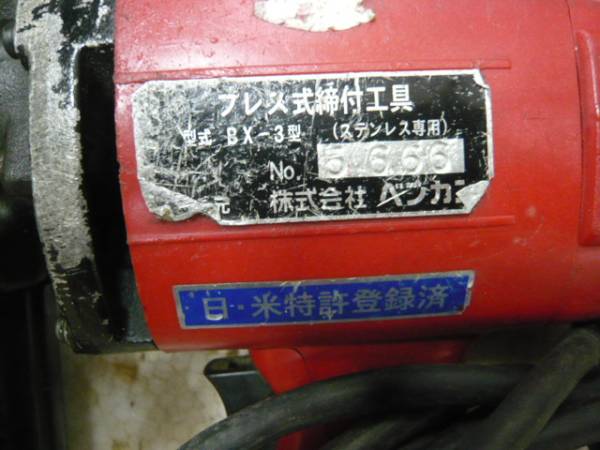 プレス式締付工具
型式 BX-3型 (ステンレス専用)
No. 5666
元 株式会社 ベンカン
日・米特許登録済